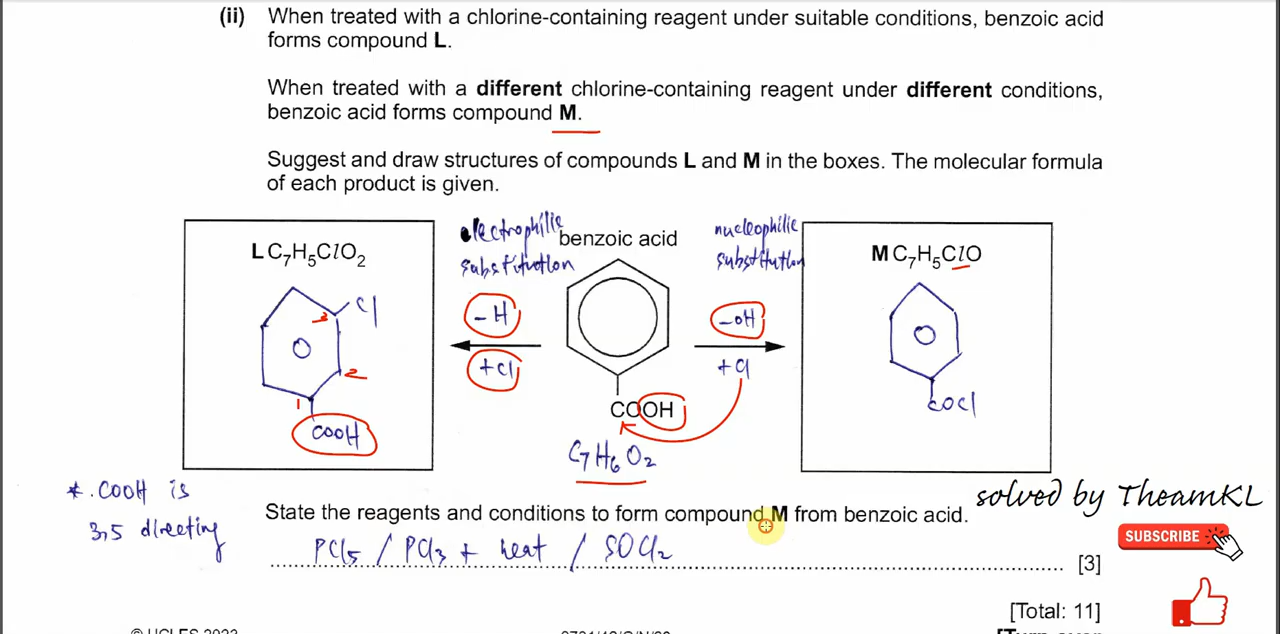 (ii) When treated with a chlorine-containing reagent under suitable conditions, benzoic acid
forms compound L.
When treated with a different chlorine-containing reagent under different conditions,
benzoic acid forms compound M.
Suggest and draw structures of compounds L and M in the boxes. The molecular formula
of each product is given.
L C₇H₅ClO₂
Cl
3
2
1
COOH
electrophilic
substitution
–H
+Cl
benzoic acid
COOH
C₇H₆O₂
nucleophilic
substitution
–OH
+Cl
M C₇H₅ClO
COCl
*. COOH is
3,5 directing
solved by TheamKL
SUBSCRIBE
State the reagents and conditions to form compound M from benzoic acid.
PCl₅ / PCl₃ + heat / SOCl₂
[3]
[Total: 11]